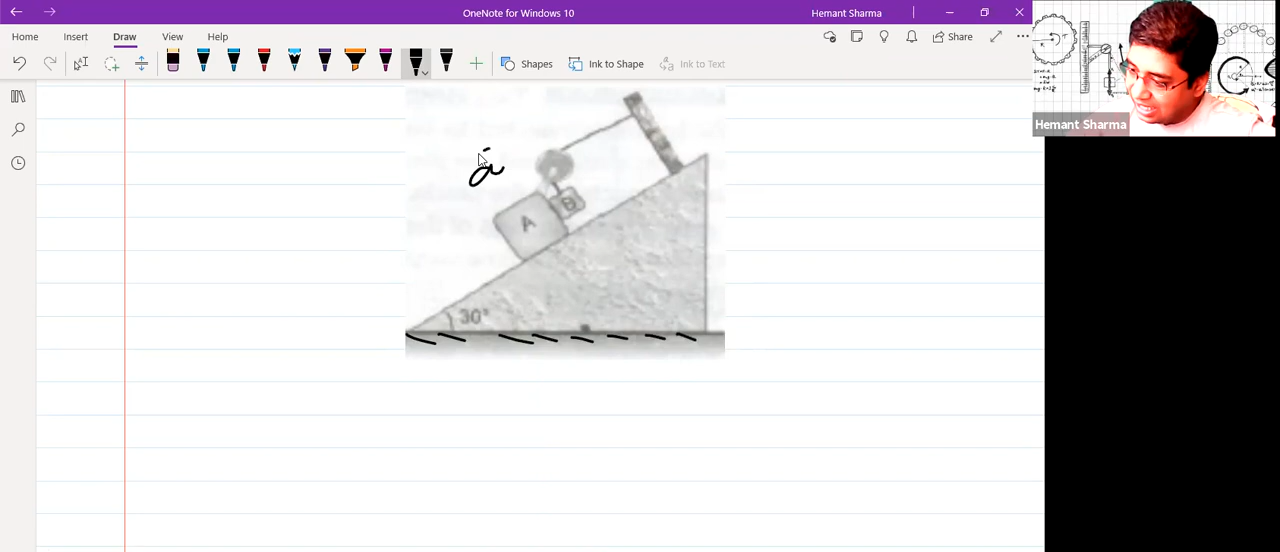 OneNote for Windows 10
Hemant Sharma
Home Insert Draw View Help
Share
Shapes Ink to Shape Ink to Text
Hemant Sharma
A
B
30°